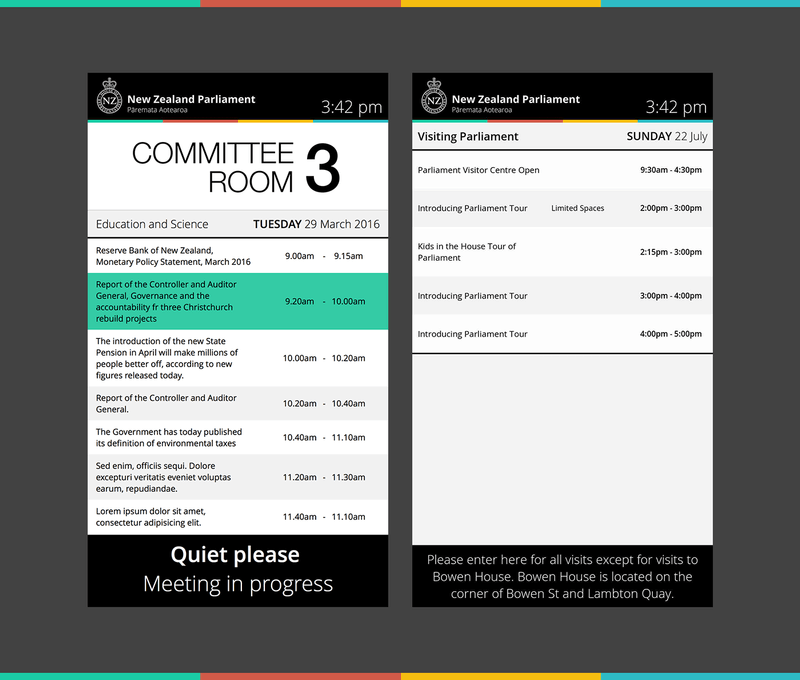 NZ
New Zealand Parliament
Pāremata Aotearoa
3:42 pm
COMMITTEE
ROOM 3
Education and Science TUESDAY 29 March 2016
Reserve Bank of New Zealand,
Monetary Policy Statement, March 2016
9.00am - 9.15am
Report of the Controller and Auditor
General, Governance and the
accountability fr three Christchurch
rebuild projects
9.20am - 10.00am
The introduction of the new State
Pension in April will make millions of
people better off, according to new
figures released today.
10.00am - 10.20am
Report of the Controller and Auditor
General.
10.20am - 10.40am
The Government has today published
its definition of environmental taxes
10.40am - 11.10am
Sed enim, officiis sequi. Dolore
excepturi veritatis eveniet voluptas
earum, repudiandae.
11.20am - 11.30am
Lorem ipsum dolor sit amet,
consectetur adipisicing elit.
11.40am - 11.10am
Quiet please
Meeting in progress
NZ
New Zealand Parliament
Pāremata Aotearoa
3:42 pm
Visiting Parliament SUNDAY 22 July
Parliament Visitor Centre Open 9:30am - 4:30pm
Introducing Parliament Tour Limited Spaces 2:00pm - 3:00pm
Kids in the House Tour of
Parliament
2:15pm - 3:00pm
Introducing Parliament Tour 3:00pm - 4:00pm
Introducing Parliament Tour 4:00pm - 5:00pm
Please enter here for all visits except for visits to
Bowen House. Bowen House is located on the
corner of Bowen St and Lambton Quay.